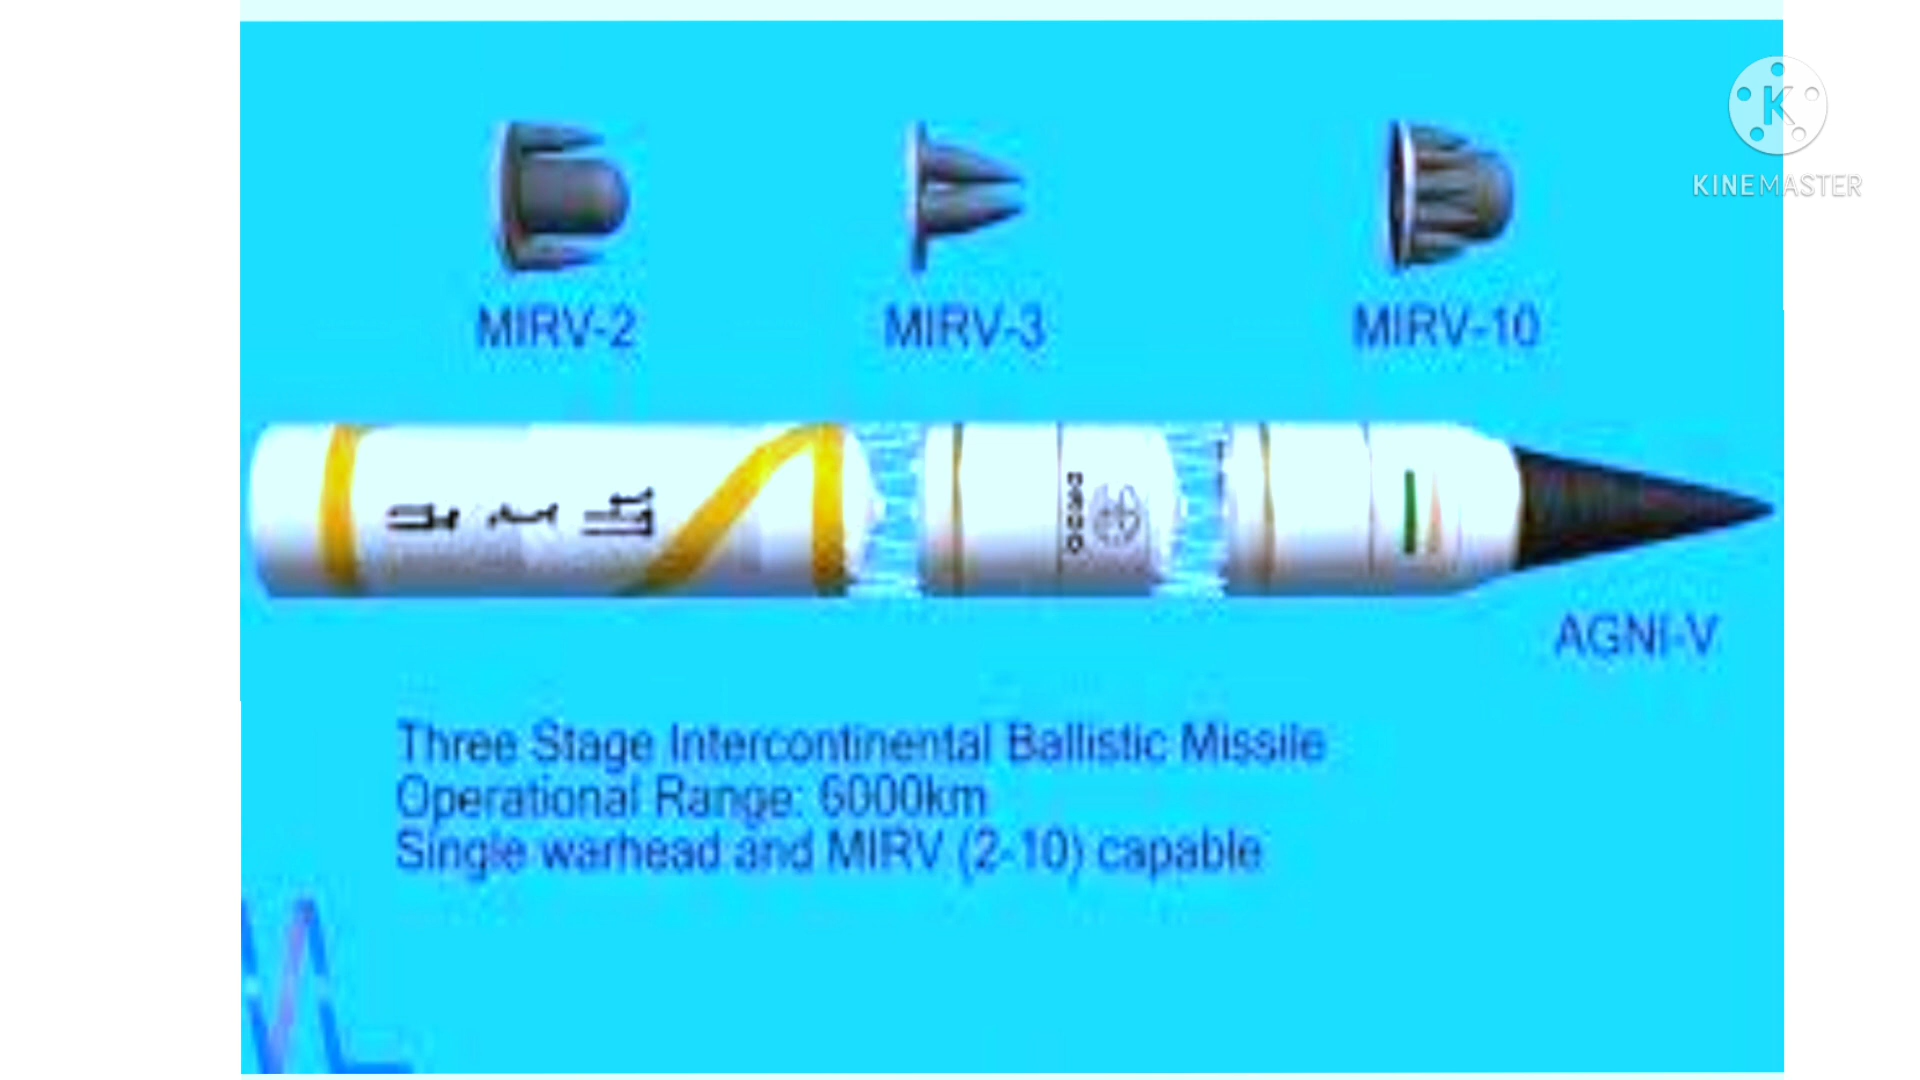 KINEMASTER
MIRV-2
MIRV-3
MIRV-10
AGNI-V
Three Stage Intercontinental Ballistic Missile
Operational Range: 6000km
Single warhead and MIRV (2-10) capable